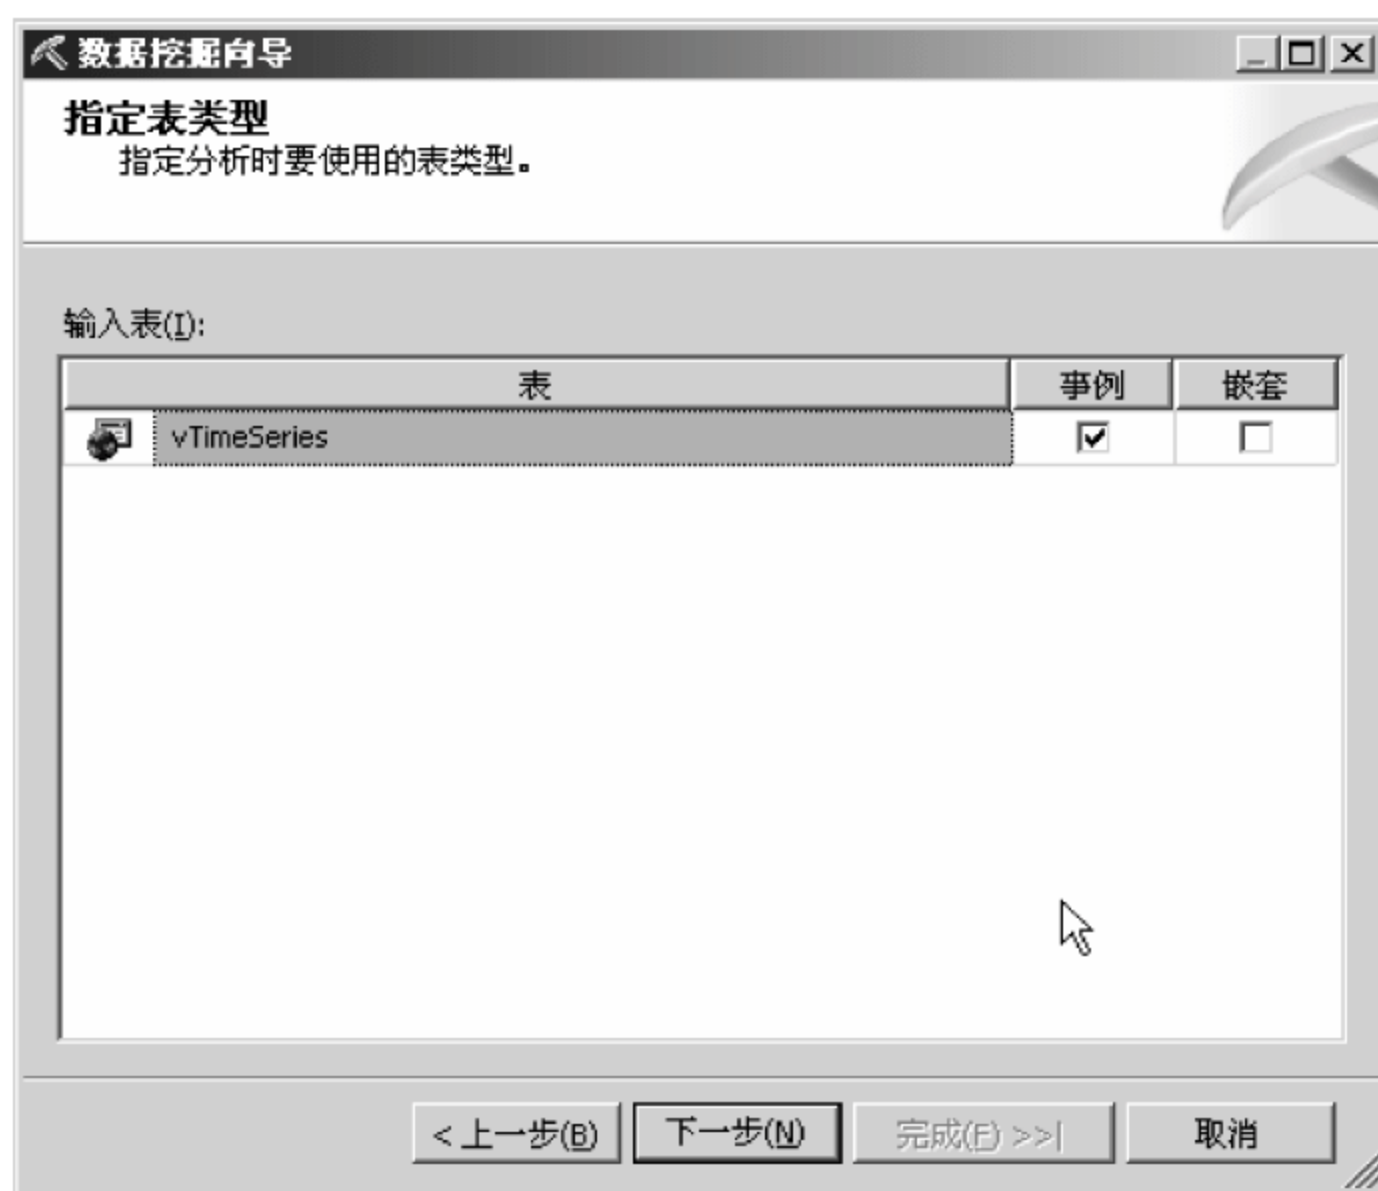 数据挖掘向导
指定表类型
指定分析时要使用的表类型。
输入表(I):
表 事例 嵌套
vTimeSeries
< 上一步(B) 下一步(N) 完成(F) >>| 取消